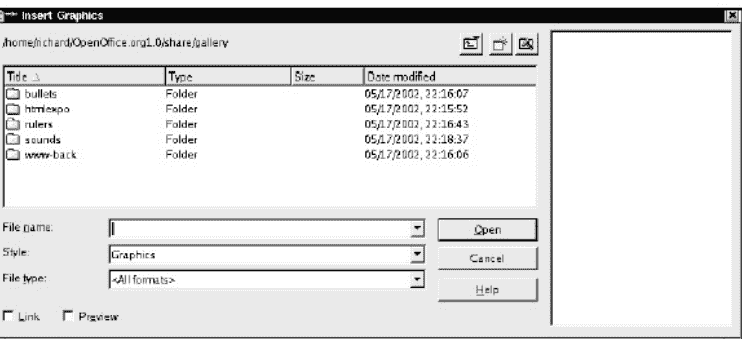 Insert Graphics
/home/richard/OpenOffice.org1.0/share/gallery
Title Type Size Date modified
bullets Folder 05/17/2002, 22:16:07
htmlexpo Folder 05/17/2002, 22:15:52
rulers Folder 05/17/2002, 22:16:43
sounds Folder 05/17/2002, 22:18:37
www-back Folder 05/17/2002, 22:16:06
File name: Open
Style: Graphics Cancel
File type: <All formats> Help
Link Preview